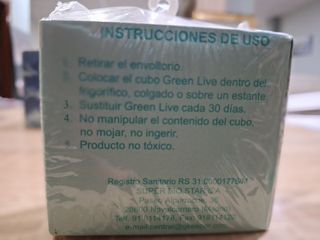 INSTRUCCIONES DE USO
1. Retirar el envoltorio.
2. Colocar el cubo Green Live dentro del
frigorífico, colgado o sobre un estante.
3. Sustituir Green Live cada 30 días.
4. No manipular el contenido del cubo,
no mojar, no ingerir.
5. Producto no tóxico.
Registro Sanitario RS
28600 Navalcarnero